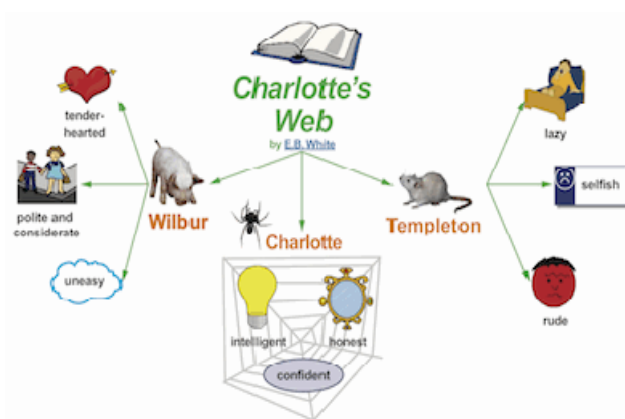 Charlotte's
Web
by E.B. White
tender-
hearted
polite and
considerate
uneasy
Wilbur
Charlotte
intelligent
honest
confident
Templeton
lazy
selfish
rude